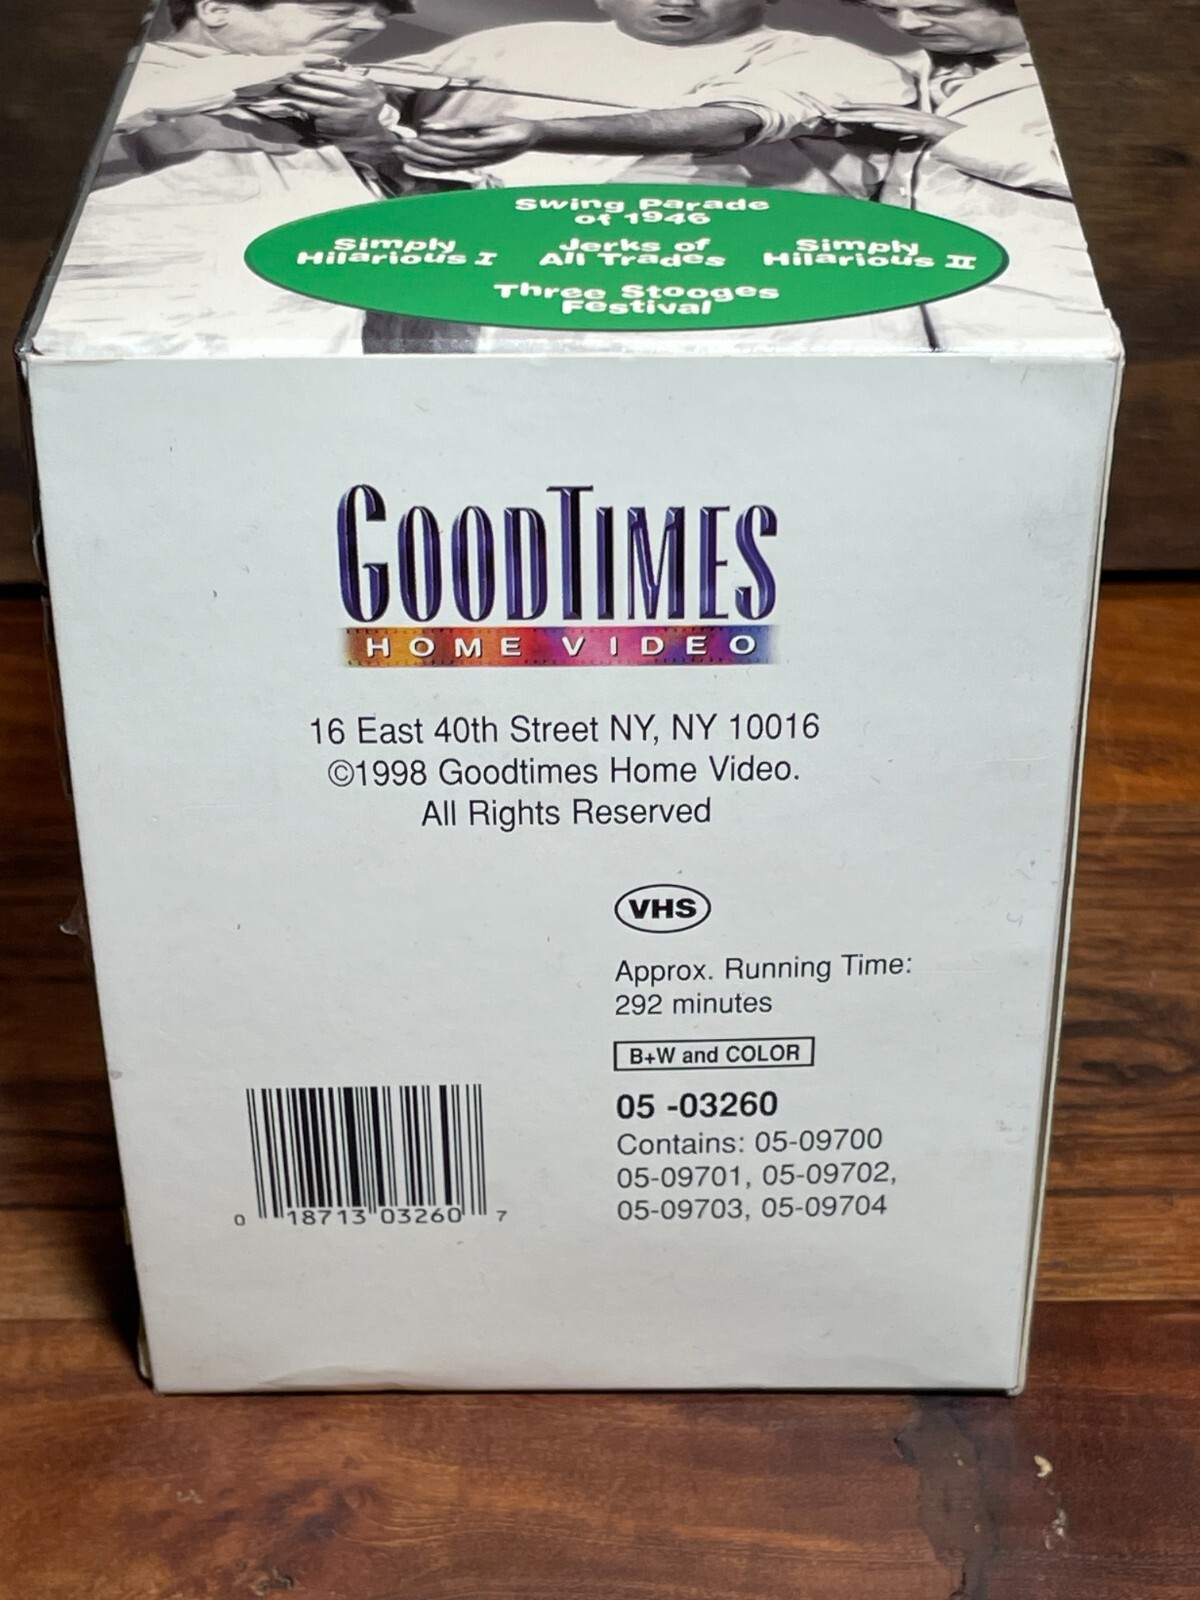 Swing Parade
of 1946
Simply
Hilarious I
Jerks of
All Trades
Simply
Hilarious II
Three Stooges
Festival
GOODTIMES
HOME VIDEO
16 East 40th Street NY, NY 10016
©1998 Goodtimes Home Video.
All Rights Reserved
VHS
Approx. Running Time:
292 minutes
B+W and COLOR
05 -03260
Contains: 05-09700
05-09701, 05-09702,
05-09703, 05-09704
0 18713 03260 7